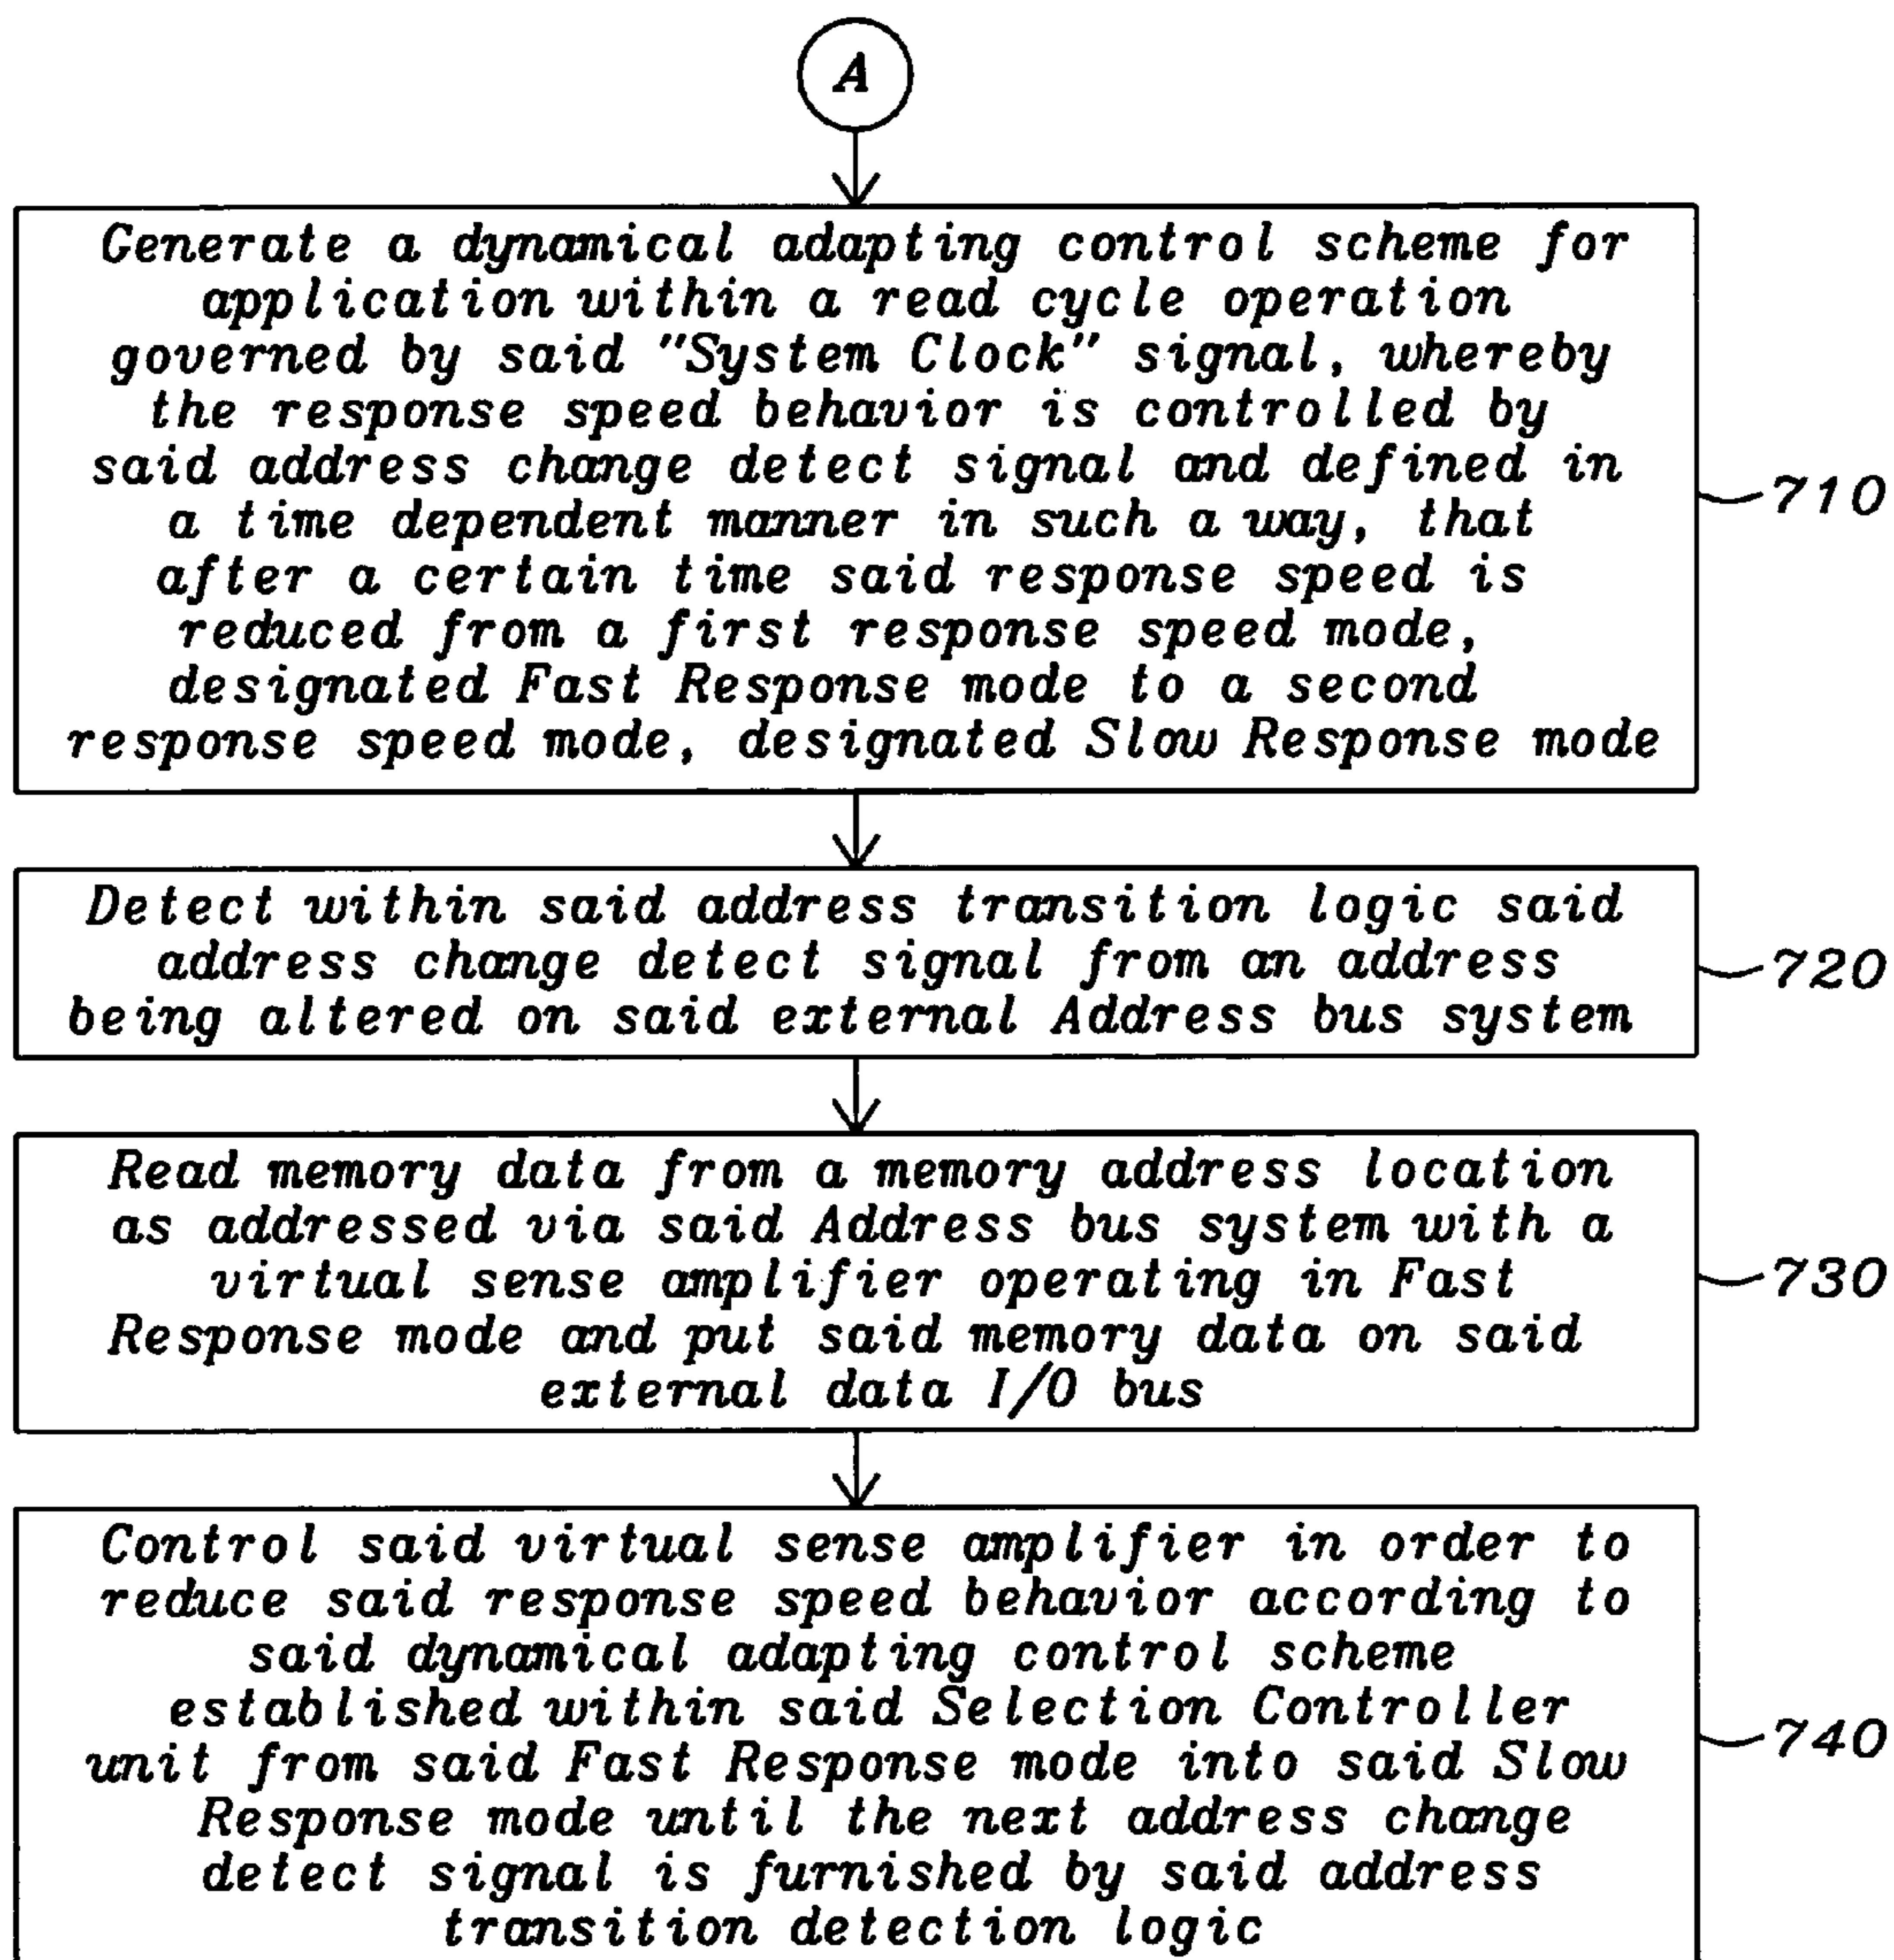 A
Generate a dynamical adapting control scheme for
application within a read cycle operation
governed by said "System Clock" signal, whereby
the response speed behavior is controlled by
said address change detect signal and defined in
a time dependent manner in such a way, that
after a certain time said response speed is
reduced from a first response speed mode,
designated Fast Response mode to a second
response speed mode, designated Slow Response mode
710
Detect within said address transition logic said
address change detect signal from an address
being altered on said external Address bus system
720
Read memory data from a memory address location
as addressed via said Address bus system with a
virtual sense amplifier operating in Fast
Response mode and put said memory data on said
external data I/O bus
730
Control said virtual sense amplifier in order to
reduce said response speed behavior according to
said dynamical adapting control scheme
established within said Selection Controller
unit from said Fast Response mode into said Slow
Response mode until the next address change
detect signal is furnished by said address
transition detection logic
740